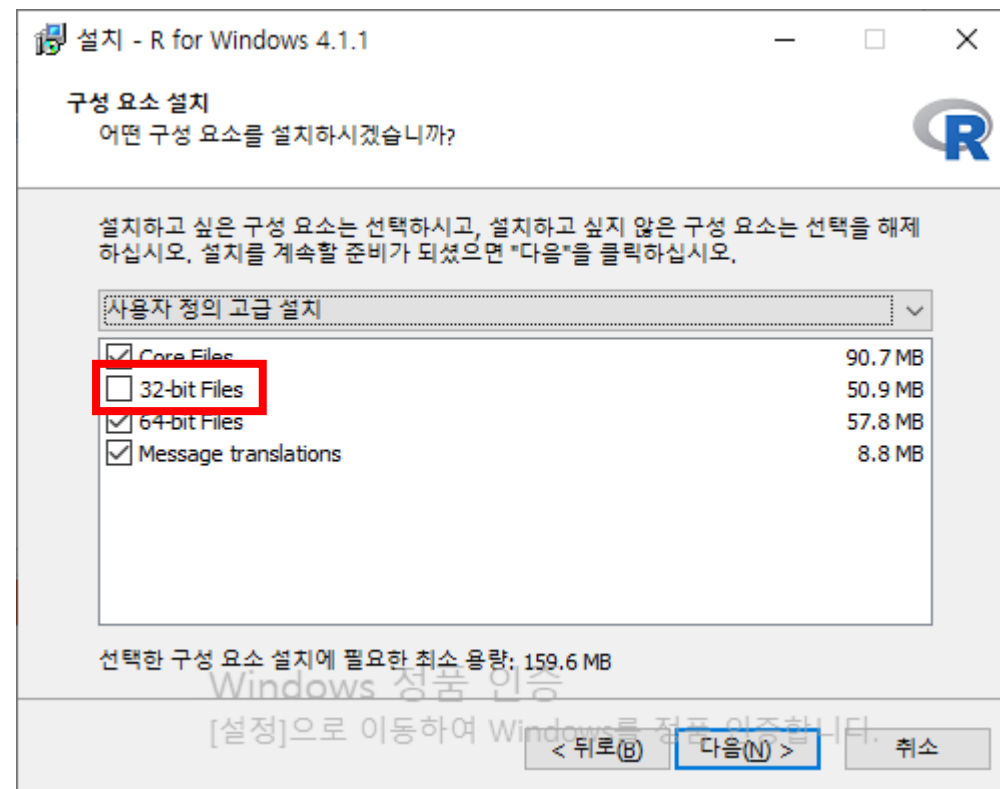 설치 - R for Windows 4.1.1
구성 요소 설치
어떤 구성 요소를 설치하시겠습니까?
R
설치하고 싶은 구성 요소는 선택하시고, 설치하고 싶지 않은 구성 요소는 선택을 해제
하십시오. 설치를 계속할 준비가 되셨으면 "다음"을 클릭하십시오.
사용자 정의 고급 설치
Core Files 90.7 MB
32-bit Files 50.9 MB
64-bit Files 57.8 MB
Message translations 8.8 MB
선택한 구성 요소 설치에 필요한 최소 용량: 159.6 MB
Windows 정품 인증
[설정]으로 이동하여 Windows를 정품 인증합니다.
< 뒤로(B) 다음(N) > 취소